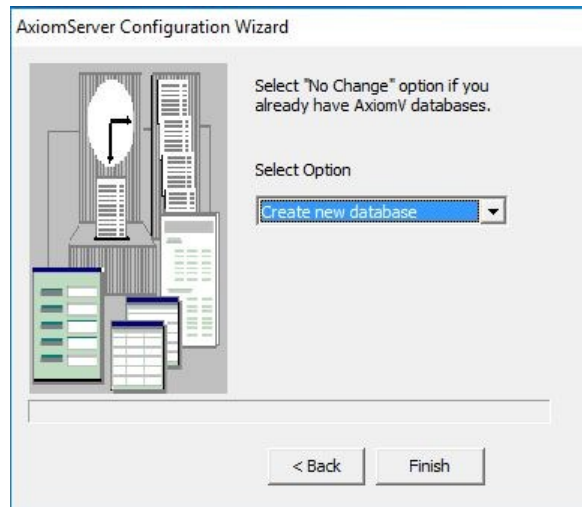 AxiomServer Configuration Wizard
Select "No Change" option if you
already have AxiomV databases.
Select Option
Create new database
< Back
Finish